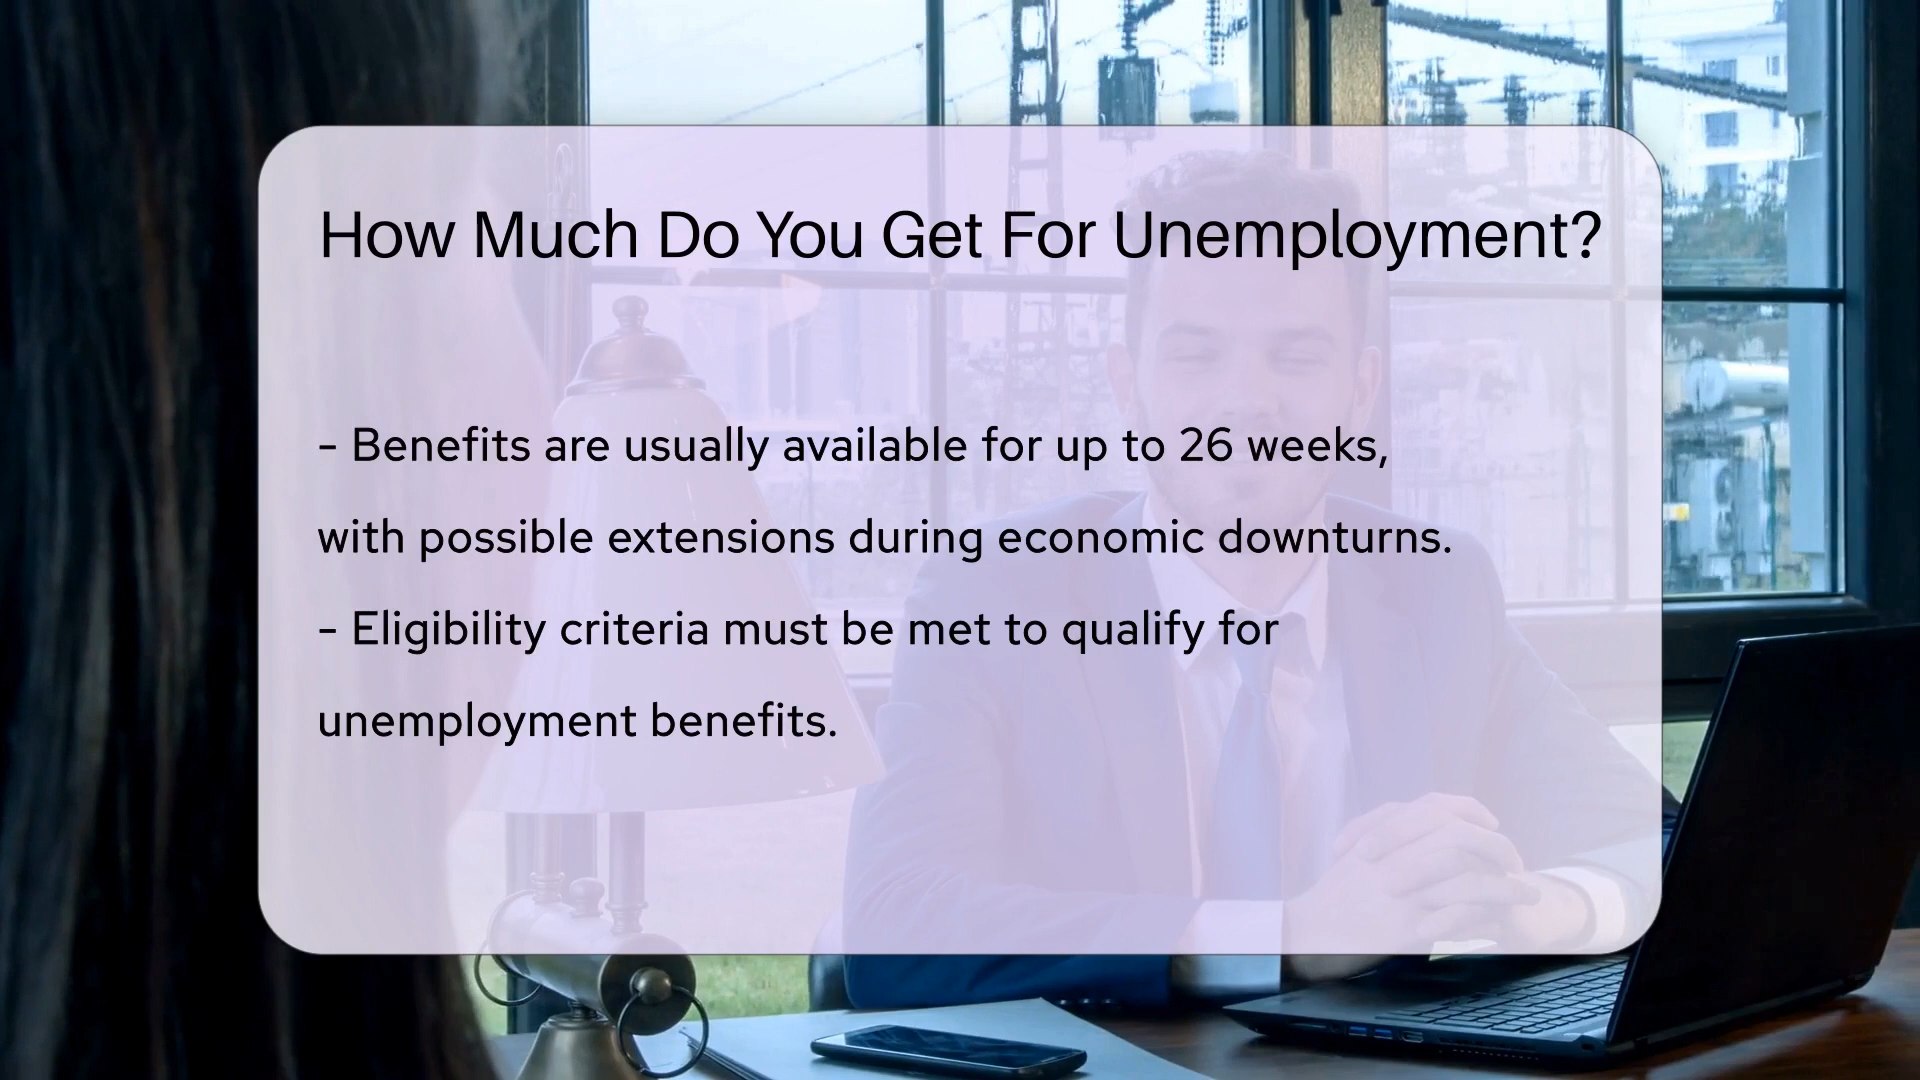 How Much Do You Get For Unemployment?
- Benefits are usually available for up to 26 weeks,
with possible extensions during economic downturns.
- Eligibility criteria must be met to qualify for
unemployment benefits.